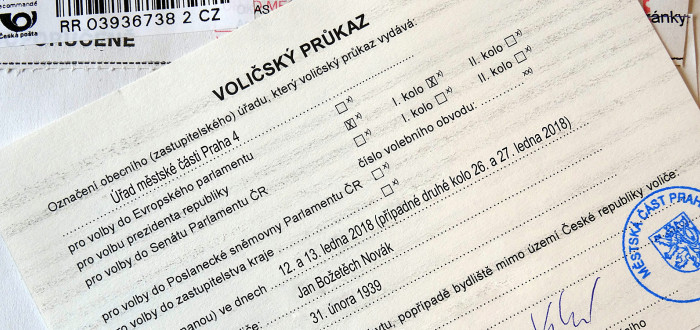 RR 03936738 2 CZ
Česká pošta
AS
VOLIČSKÝ PRŮKAZ
Označení obecního (zastupitelského) úřadu, který voličský průkaz vydává:
Úřad městské části Praha 4
pro volby do Evropského parlamentu x)
pro volbu prezidenta republiky x) I. kolo x) II. kolo x)
pro volby do Senátu Parlamentu ČR x) I. kolo x) II. kolo x)
číslo volebního obvodu: xx)
pro volby do Poslanecké sněmovny Parlamentu ČR x)
pro volby do zastupitelstva kraje x)
ve dnech 12. a 13. ledna 2018 (případné druhé kolo 26. a 27. ledna 2018)
Jan Božetěch Novák
31. února 1939
popřípadě bydliště mimo území České republiky voliče:
MĚSTSKÁ ČÁST PRAH